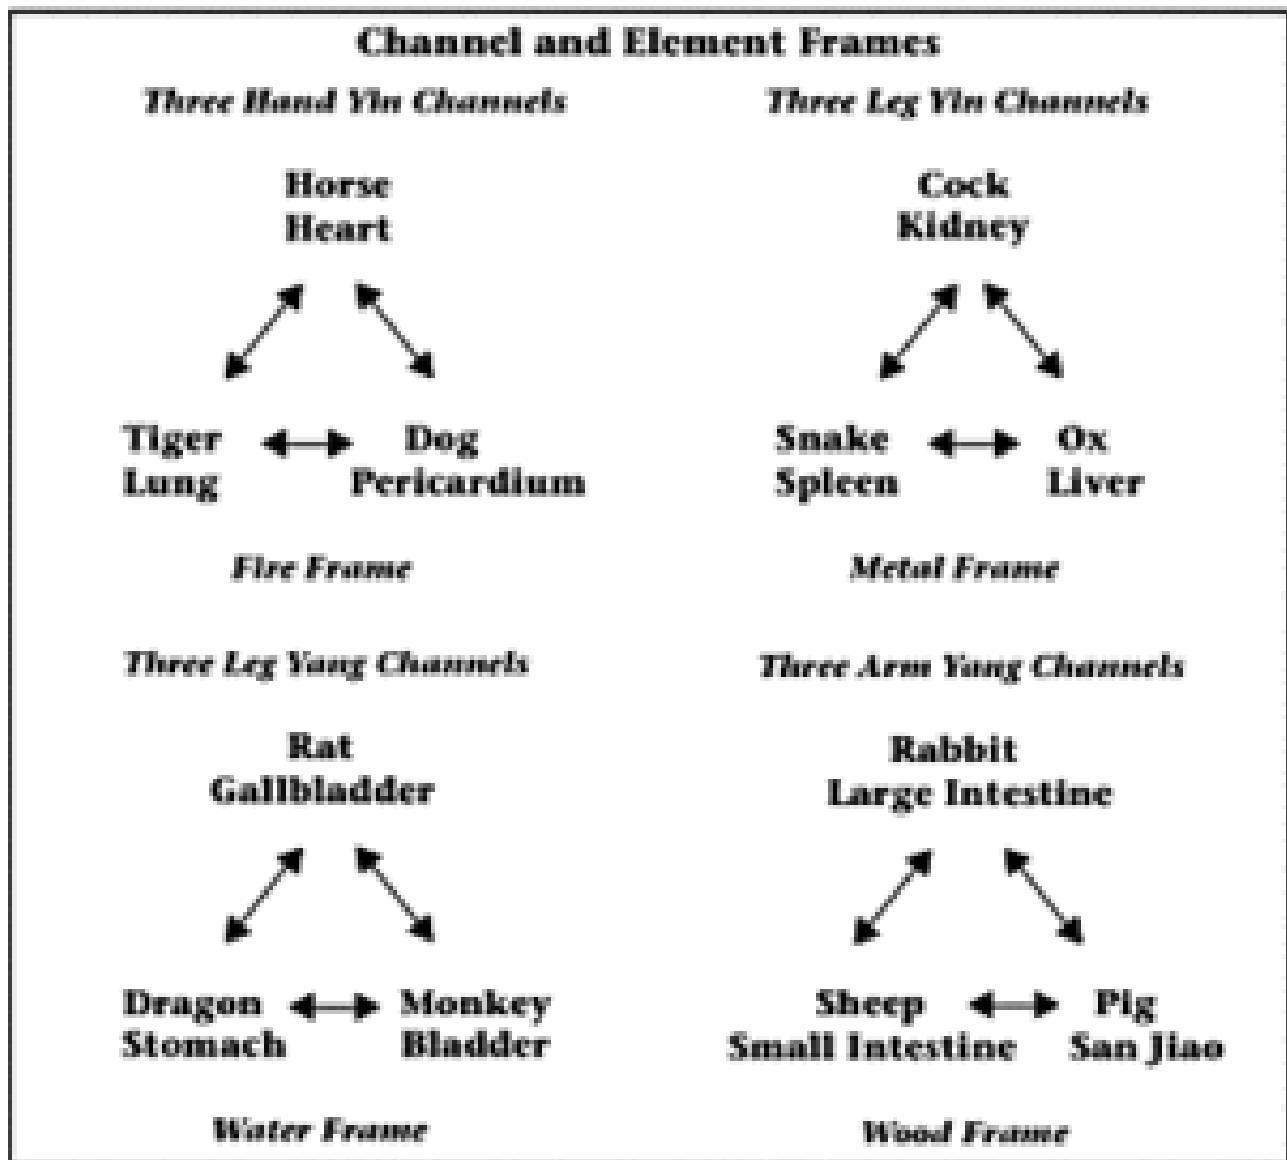 Channel and Element Frames
Three Hand Yin Channels
Horse
Heart
Tiger Dog
Lung Pericardium
Fire Frame
Three Leg Yin Channels
Cock
Kidney
Snake Ox
Spleen Liver
Metal Frame
Three Leg Yang Channels
Rat
Gallbladder
Dragon Monkey
Stomach Bladder
Water Frame
Three Arm Yang Channels
Rabbit
Large Intestine
Sheep Pig
Small Intestine San Jiao
Wood Frame